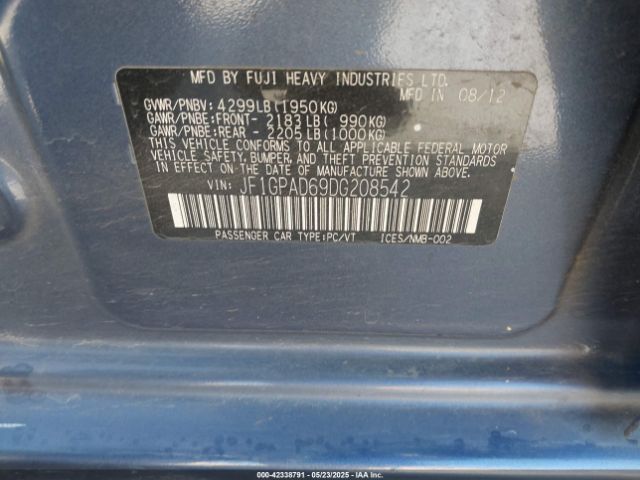 MFD BY FUJI HEAVY INDUSTRIES LTD.
MFD IN 08/12
GVWR/PNBV: 4299LB(1950KG)
GAWR/PNBE:FRONT- 2183LB( 990KG)
GAWR/PNBE:REAR - 2205LB(1000KG)
THIS VEHICLE CONFORMS TO ALL APPLICABLE FEDERAL MOTOR
VEHICLE SAFETY, BUMPER, AND THEFT PREVENTION STANDARDS
IN EFFECT ON THE DATE OF MANUFACTURE SHOWN ABOVE.
VIN: JF1GPAD69DG208542
PASSENGER CAR TYPE:PC/VT ICES/NMB-002
000-42338791 - 05/23/2025 - IAA Inc.